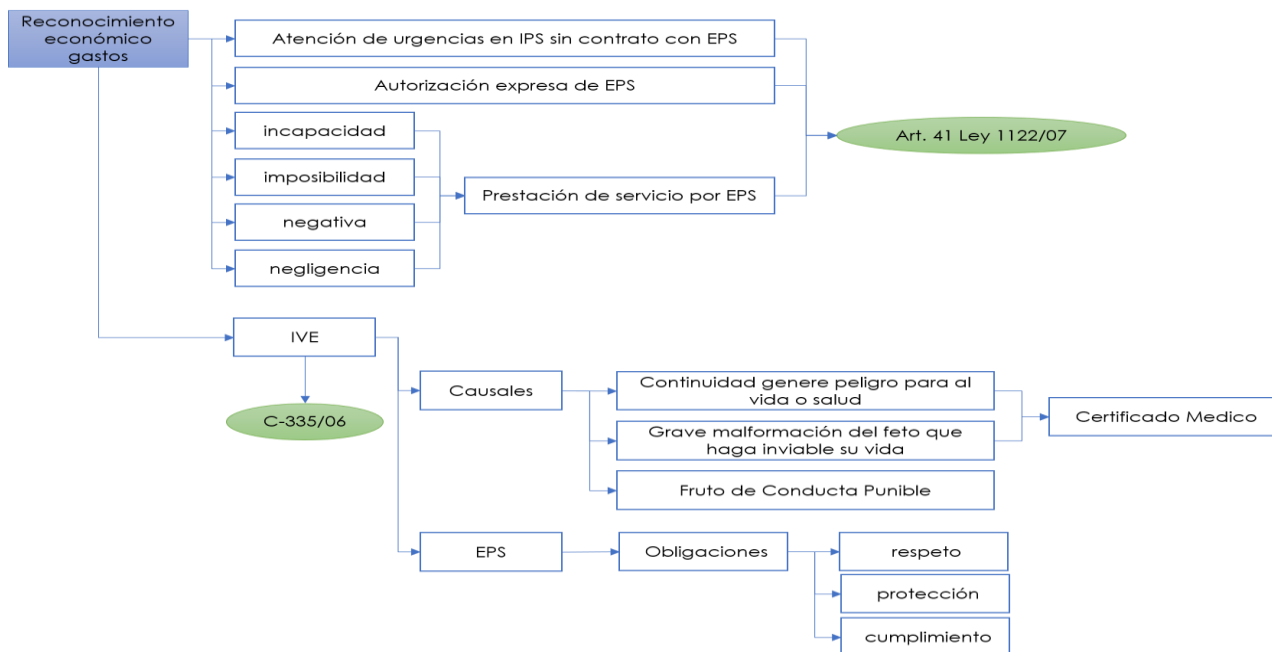 Reconocimiento
económico
gastos
Atención de urgencias en IPS sin contrato con EPS
Autorización expresa de EPS
incapacidad
imposibilidad
negativa
negligencia
Prestación de servicio por EPS
Art. 41 Ley 1122/07
IVE
C-335/06
Causales
Continuidad genere peligro para al
vida o salud
Grave malformación del feto que
haga inviable su vida
Fruto de Conducta Punible
Certificado Medico
EPS
Obligaciones
respeto
protección
cumplimiento